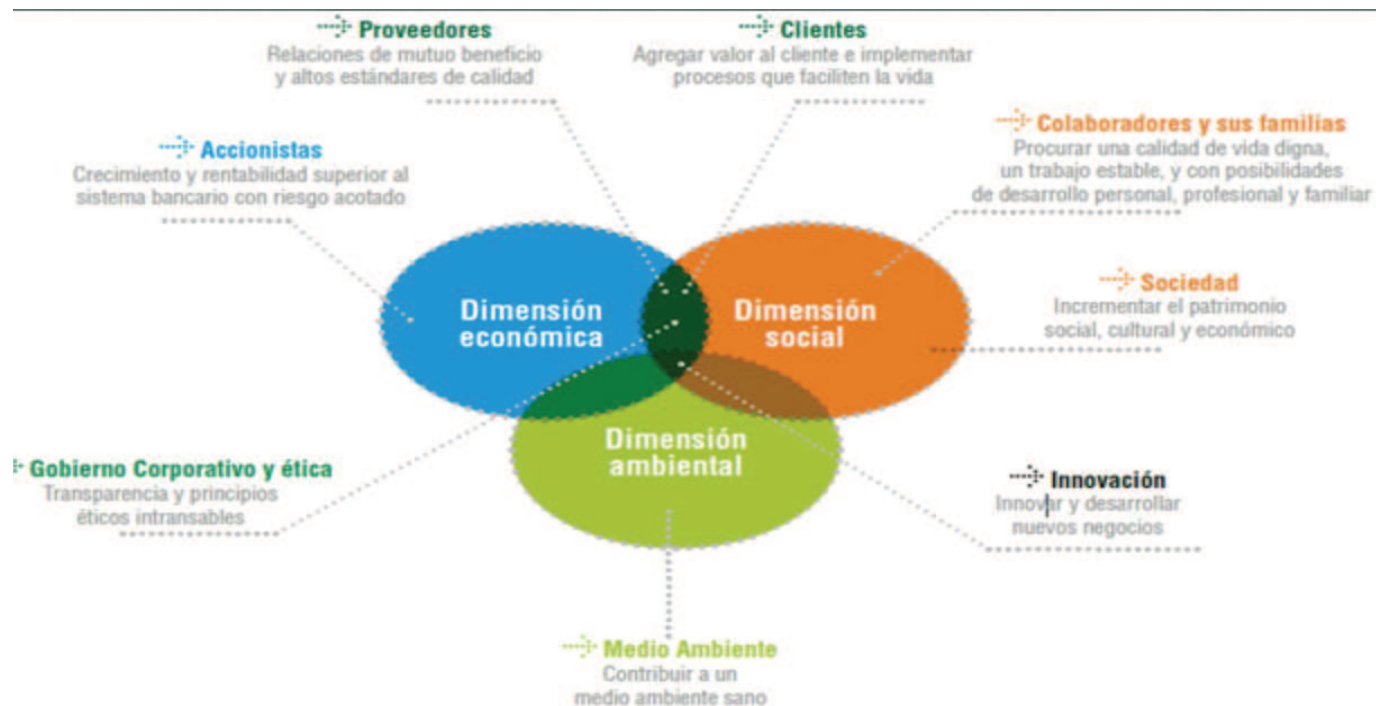 Proveedores
Relaciones de mutuo beneficio
y altos estándares de calidad
Clientes
Agregar valor al cliente e implementar
procesos que faciliten la vida
Accionistas
Crecimiento y rentabilidad superior al
sistema bancario con riesgo acotado
Colaboradores y sus familias
Procurar una calidad de vida digna,
un trabajo estable, y con posibilidades
de desarrollo personal, profesional y familiar
Dimensión
económica
Dimensión
social
Sociedad
Incrementar el patrimonio
social, cultural y económico
Dimensión
ambiental
Gobierno Corporativo y ética
Transparencia y principios
éticos intransables
Innovación
Innovar y desarrollar
nuevos negocios
Medio Ambiente
Contribuir a un
medio ambiente sano